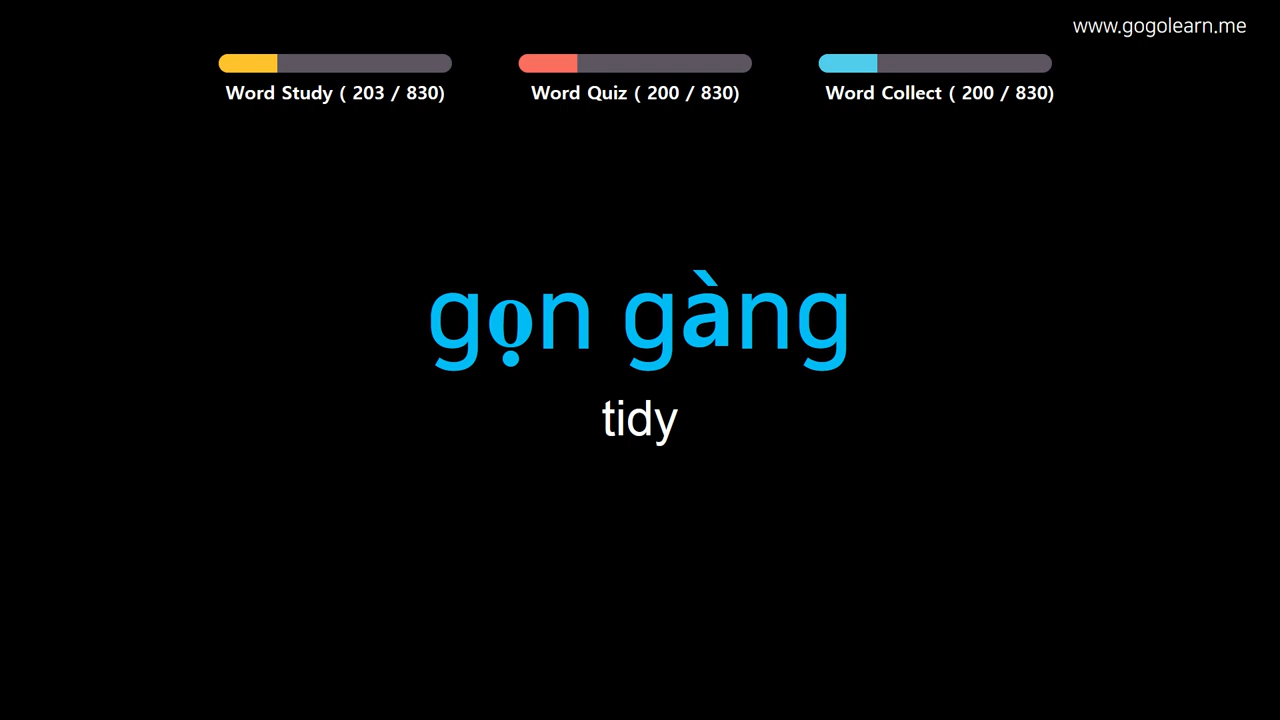 www.gogolearn.me
Word Study ( 203 / 830)
Word Quiz ( 200 / 830)
Word Collect ( 200 / 830)
gọn gàng
tidy